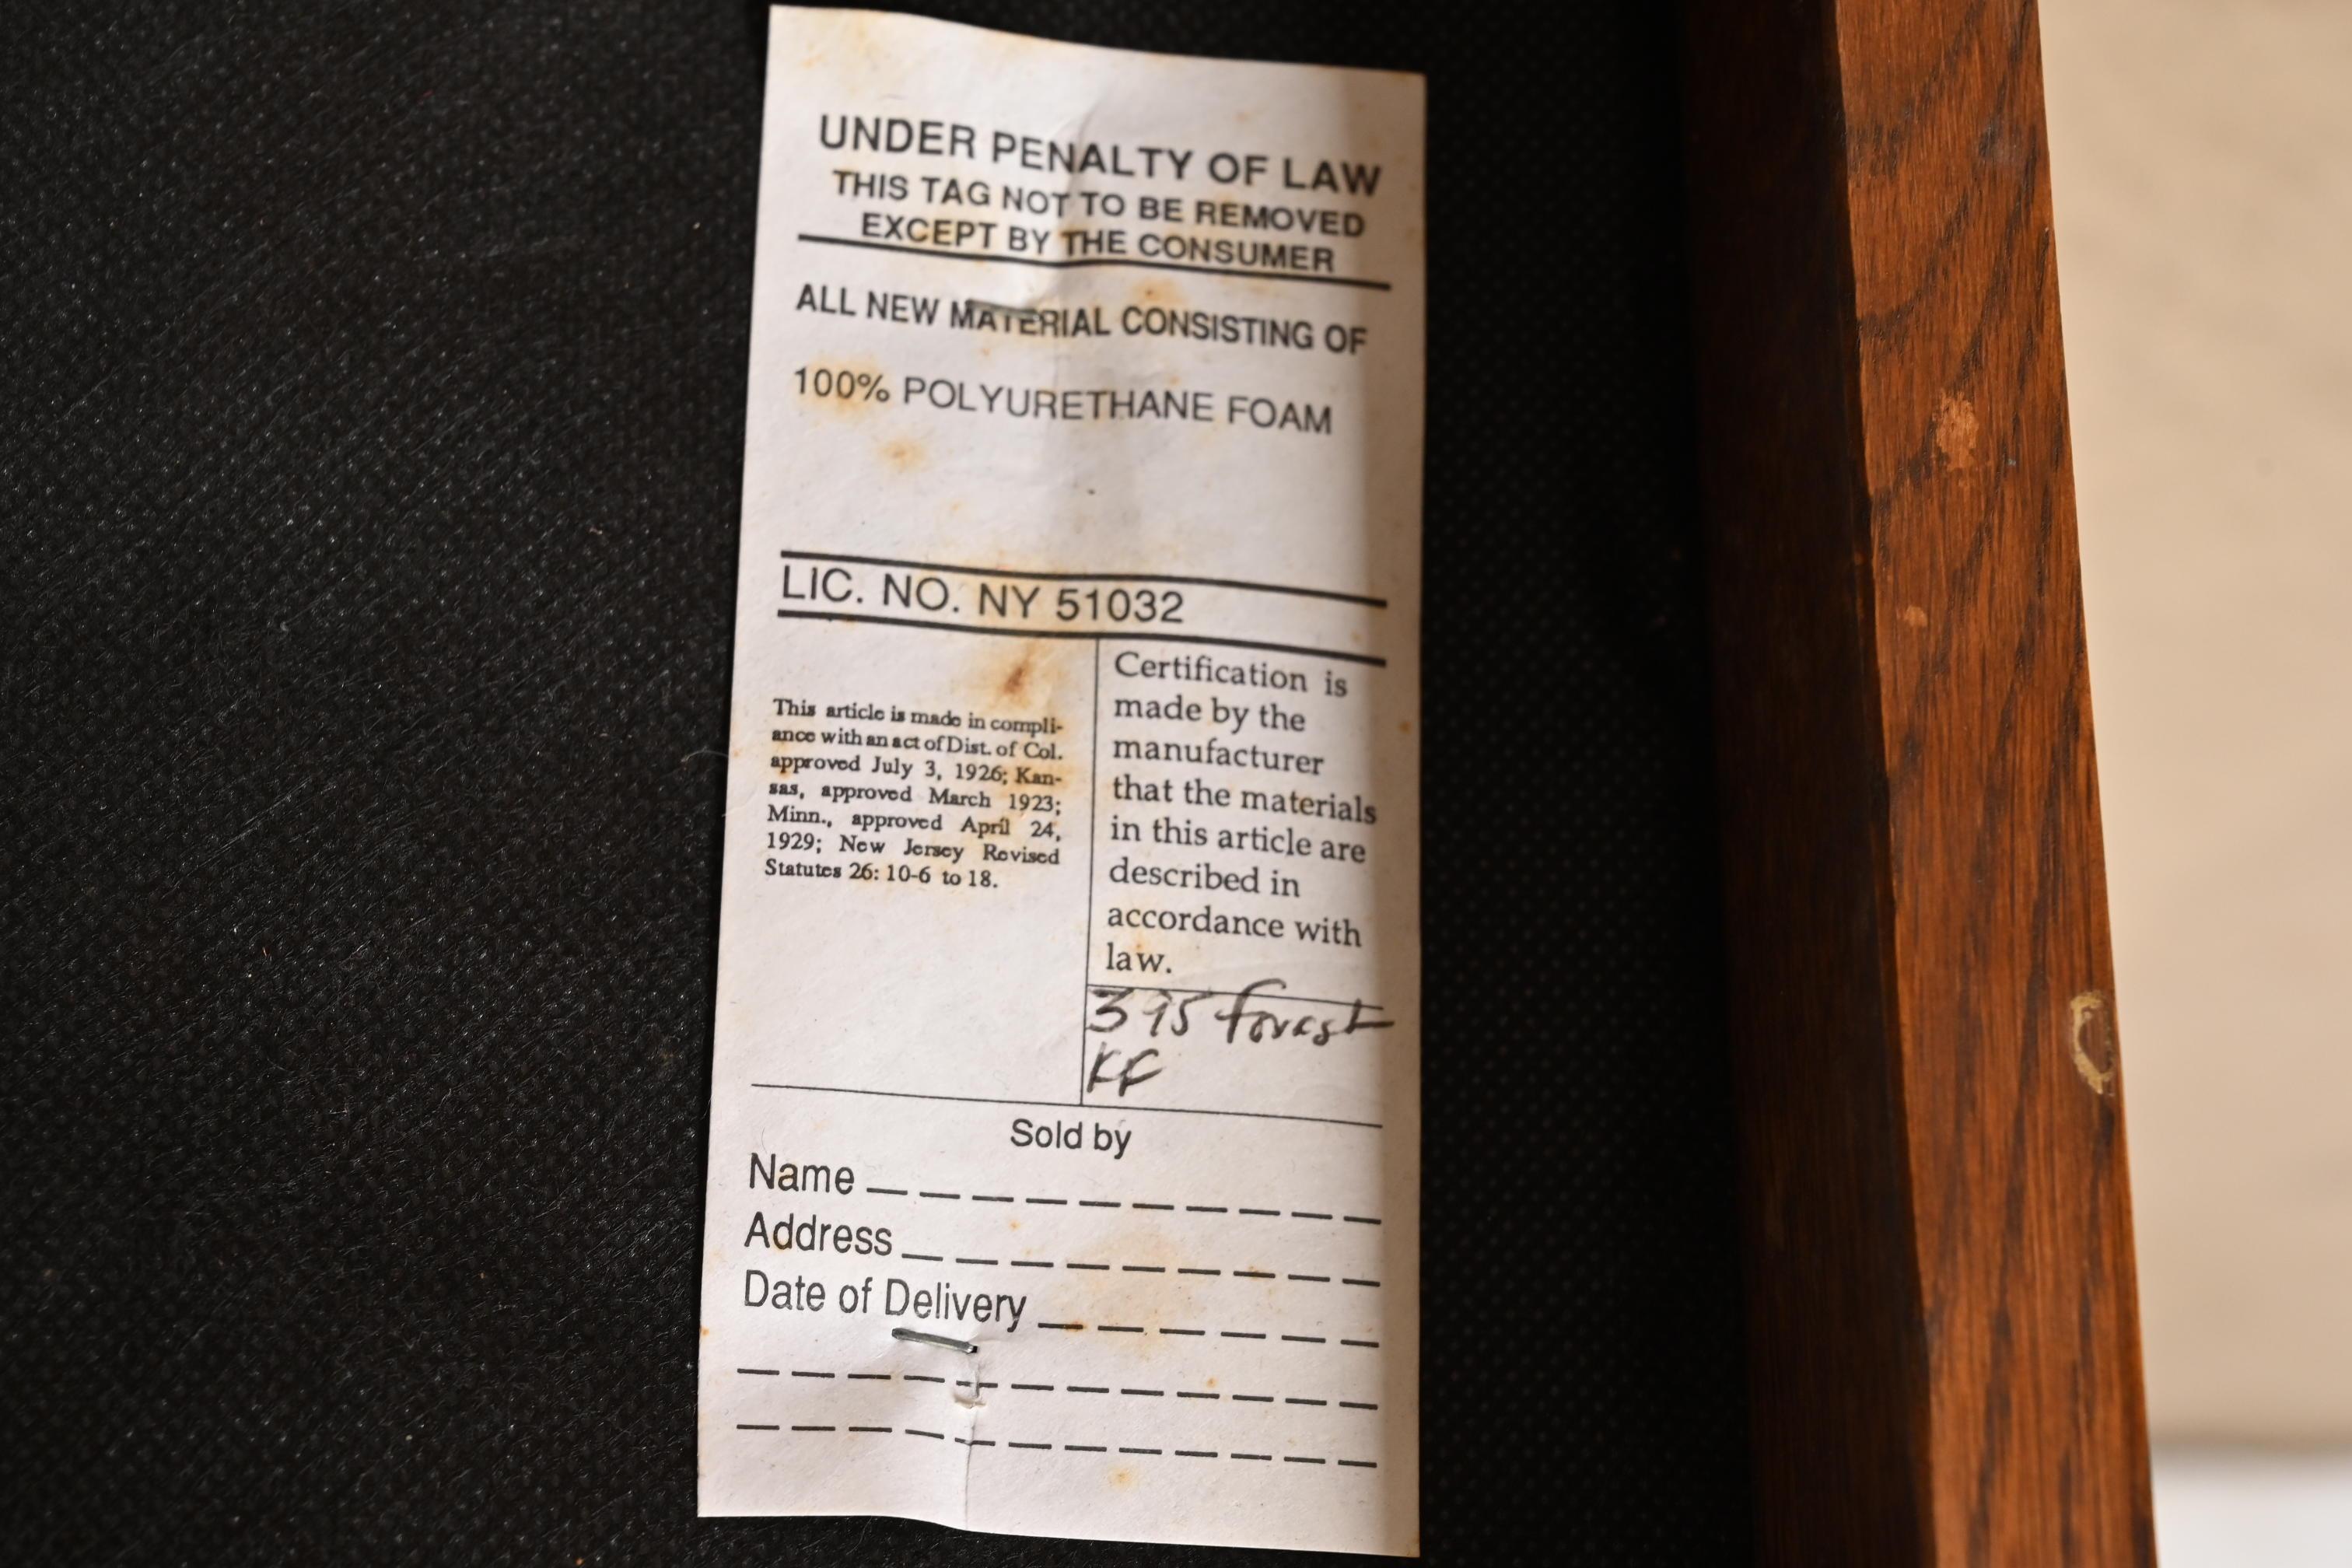 UNDER PENALTY OF LAW
THIS TAG NOT TO BE REMOVED
EXCEPT BY THE CONSUMER
ALL NEW MATERIAL CONSISTING OF
100% POLYURETHANE FOAM
LIC. NO. NY 51032
This article is made in compli-
ance with an act of Dist. of Col.
approved July 3, 1926; Kan-
sas, approved March 1923;
Minn., approved April 24,
1929; New Jersey Revised
Statutes 26: 10-6 to 18.
Certification is
made by the
manufacturer
that the materials
in this article are
described in
accordance with
law.
395 forest
KF
Sold by
Name
Address
Date of Delivery